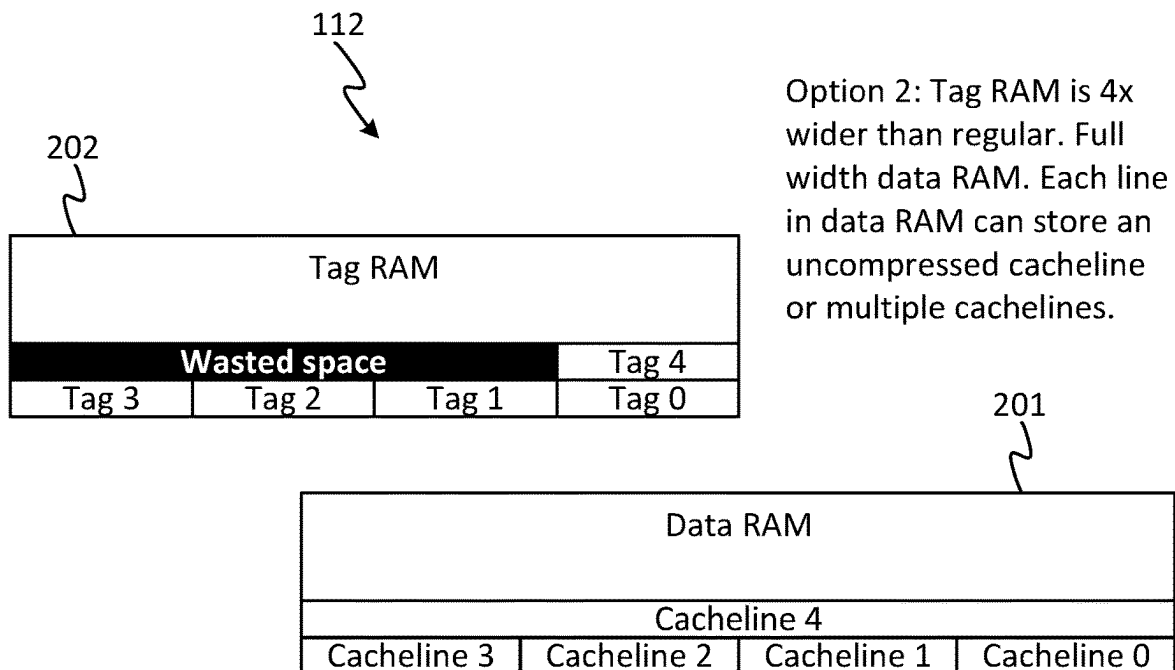 112
Option 2: Tag RAM is 4x
wider than regular. Full
width data RAM. Each line
in data RAM can store an
uncompressed cacheline
or multiple cachelines.
202
Tag RAM
Wasted space Tag 4
Tag 3 Tag 2 Tag 1 Tag 0
201
Data RAM
Cacheline 4
Cacheline 3 Cacheline 2 Cacheline 1 Cacheline 0